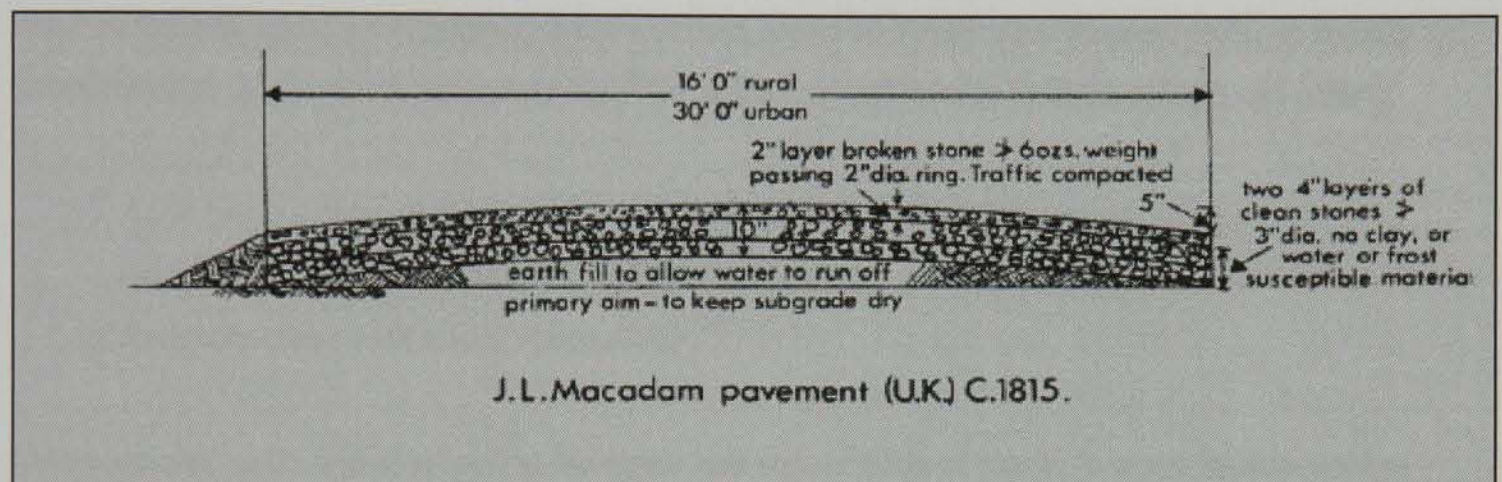 16' 0" rural
30' 0" urban
2" layer broken stone ≯ 6ozs. weight
passing 2" dia. ring. Traffic compacted
5"
two 4" layers of
clean stones ≯
3" dia. no clay, or
water or frost
susceptible material
10"
earth fill to allow water to run off
primary aim - to keep subgrade dry
J.L.Macadam pavement (U.K.) C.1815.